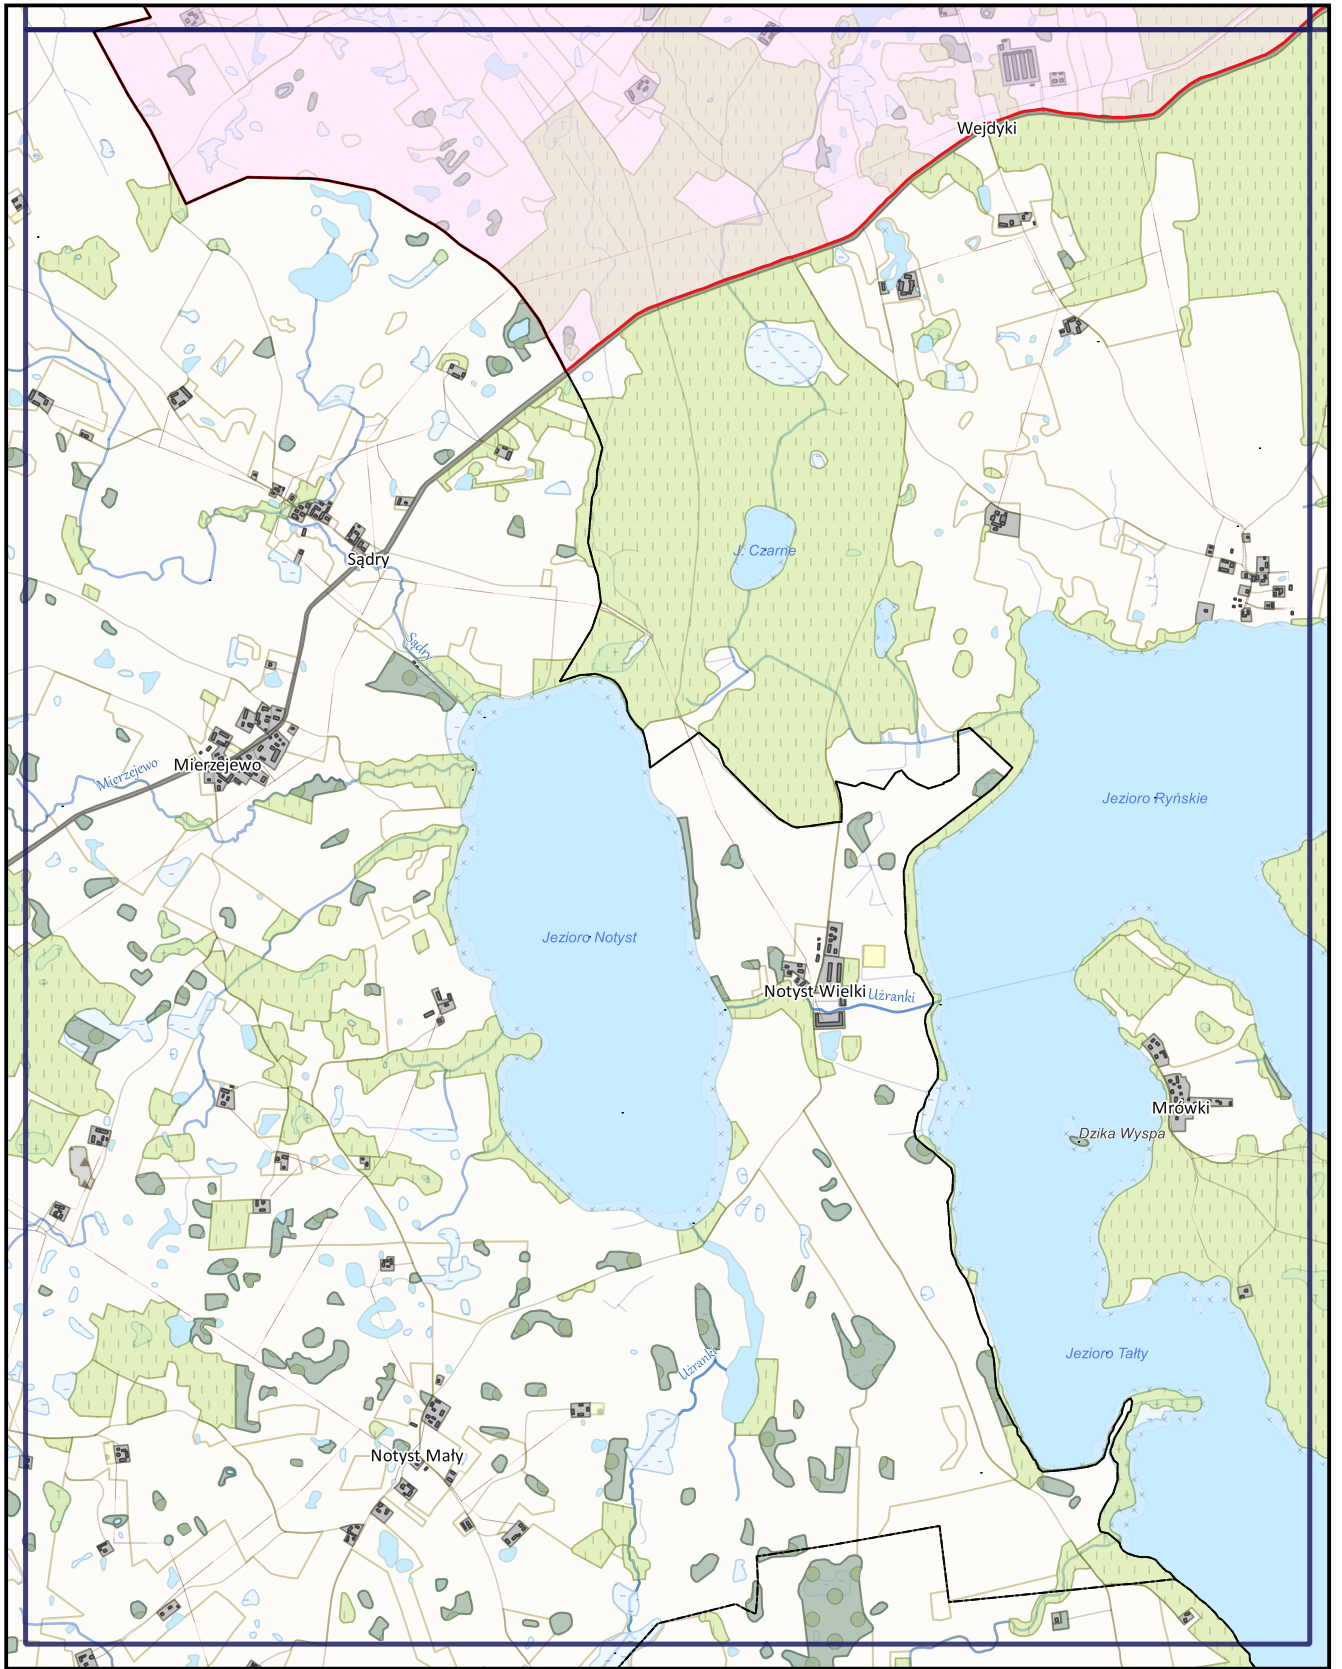 Wejdyki
J. Czarne
Sądry
Sądry
Mierzejewo
Mierzejewo
Jezioro Ryńskie
Jezioro Notyst
Notyst Wielki
Użranki
Mrówki
Dzika Wyspa
Jezioro Tałty
Użranki
Notyst Mały